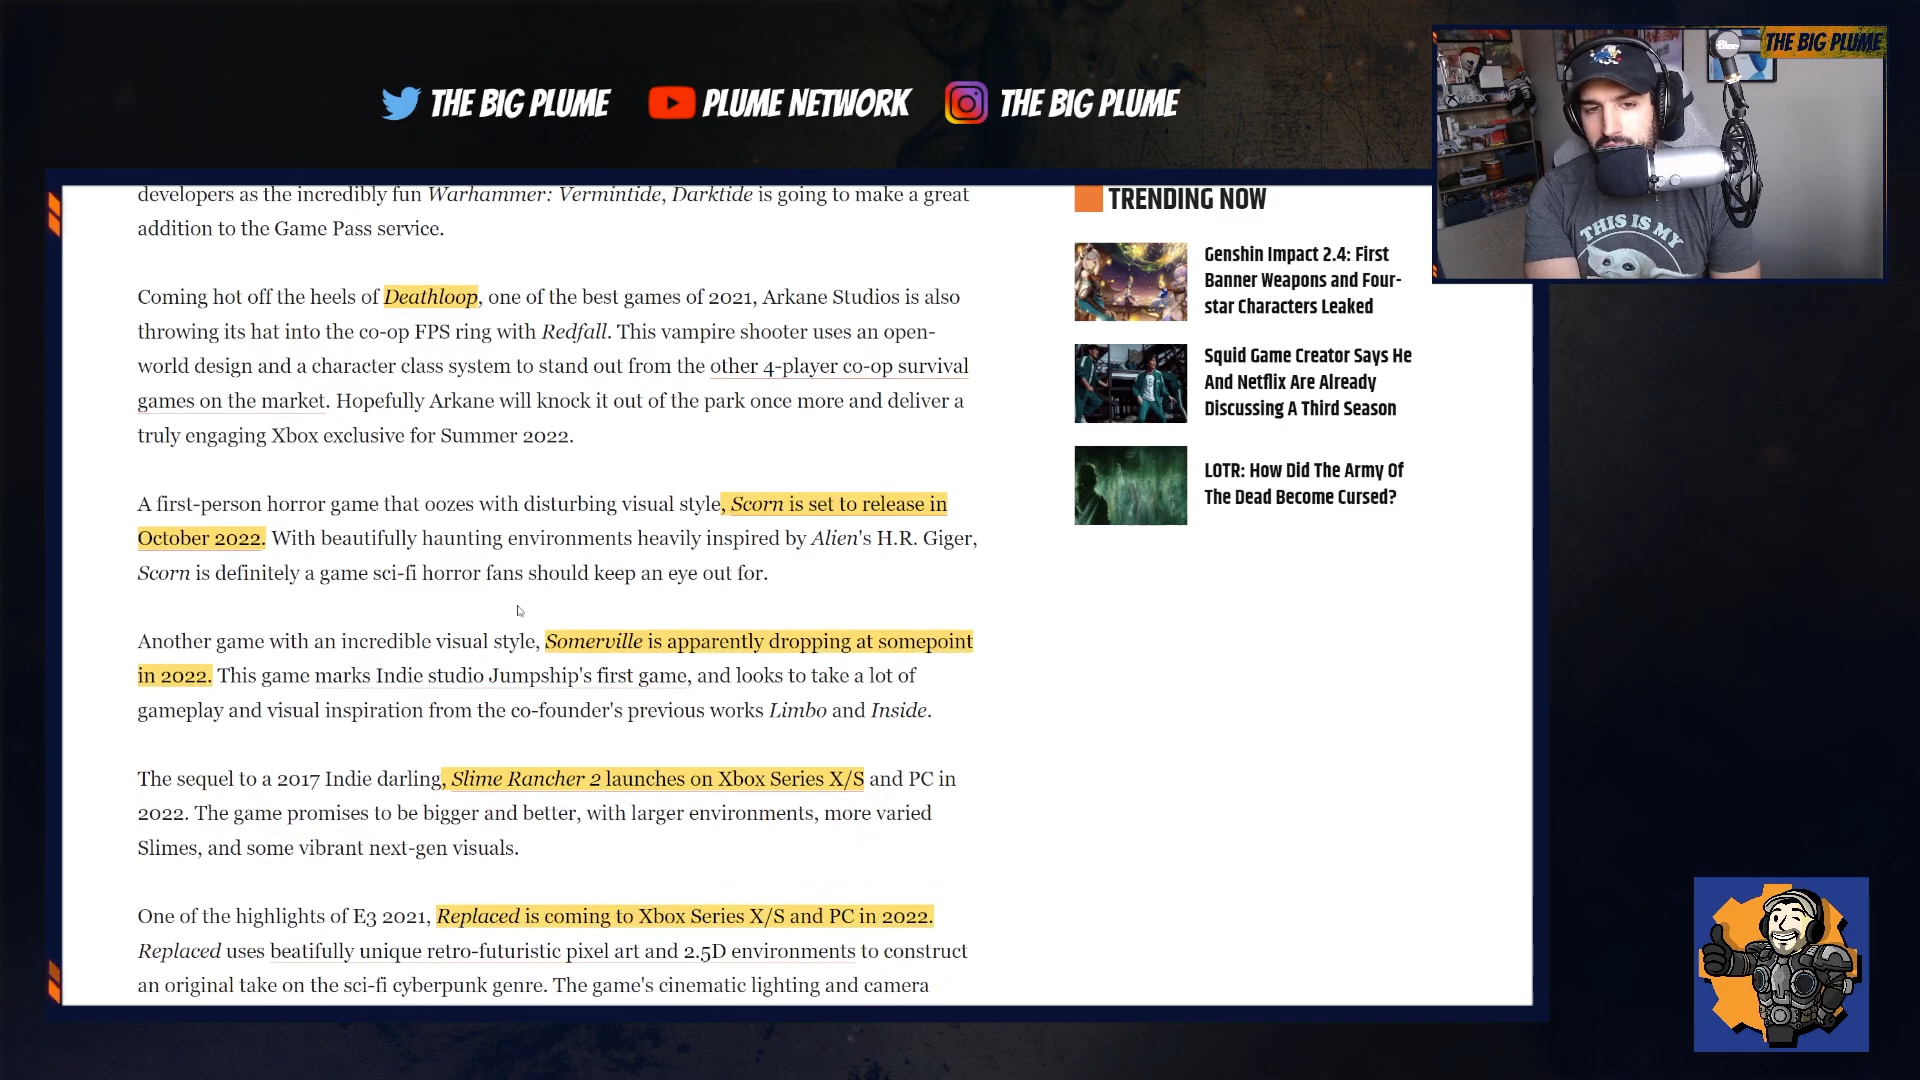 THE BIG PLUME
THE BIG PLUME PLUME NETWORK THE BIG PLUME
XBOX
THIS IS MY
developers as the incredibly fun Warhammer: Vermintide, Darktide is going to make a great
addition to the Game Pass service.
Coming hot off the heels of Deathloop, one of the best games of 2021, Arkane Studios is also
throwing its hat into the co-op FPS ring with Redfall. This vampire shooter uses an open-
world design and a character class system to stand out from the other 4-player co-op survival
games on the market. Hopefully Arkane will knock it out of the park once more and deliver a
truly engaging Xbox exclusive for Summer 2022.
A first-person horror game that oozes with disturbing visual style, Scorn is set to release in
October 2022. With beautifully haunting environments heavily inspired by Alien's H.R. Giger,
Scorn is definitely a game sci-fi horror fans should keep an eye out for.
Another game with an incredible visual style, Somerville is apparently dropping at somepoint
in 2022. This game marks Indie studio Jumpship's first game, and looks to take a lot of
gameplay and visual inspiration from the co-founder's previous works Limbo and Inside.
The sequel to a 2017 Indie darling, Slime Rancher 2 launches on Xbox Series X/S and PC in
2022. The game promises to be bigger and better, with larger environments, more varied
Slimes, and some vibrant next-gen visuals.
One of the highlights of E3 2021, Replaced is coming to Xbox Series X/S and PC in 2022.
Replaced uses beatifully unique retro-futuristic pixel art and 2.5D environments to construct
an original take on the sci-fi cyberpunk genre. The game's cinematic lighting and camera
TRENDING NOW
Genshin Impact 2.4: First
Banner Weapons and Four-
star Characters Leaked
Squid Game Creator Says He
And Netflix Are Already
Discussing A Third Season
LOTR: How Did The Army Of
The Dead Become Cursed?